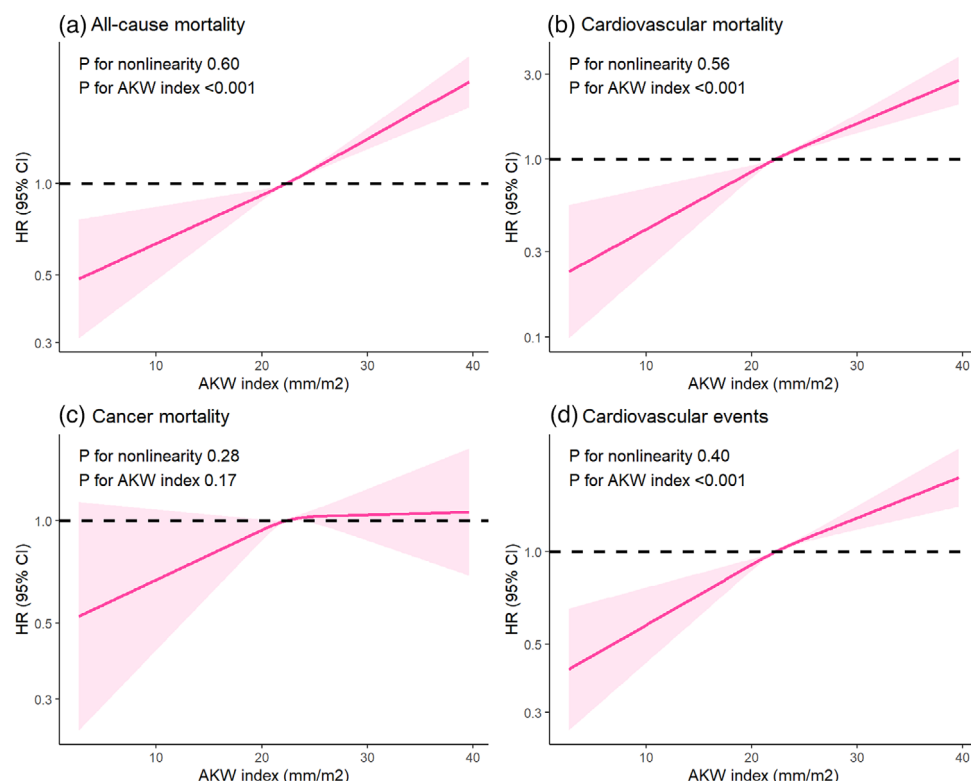 (a) All-cause mortality
P for nonlinearity 0.60
P for AKW index <0.001
HR (95% CI)
1.0
0.5
0.3
10 20 30 40
AKW index (mm/m2)
(b) Cardiovascular mortality
P for nonlinearity 0.56
P for AKW index <0.001
HR (95% CI)
3.0
1.0
0.3
0.1
10 20 30 40
AKW index (mm/m2)
(c) Cancer mortality
P for nonlinearity 0.28
P for AKW index 0.17
HR (95% CI)
1.0
0.5
0.3
10 20 30 40
AKW index (mm/m2)
(d) Cardiovascular events
P for nonlinearity 0.40
P for AKW index <0.001
HR (95% CI)
1.0
0.5
0.3
10 20 30 40
AKW index (mm/m2)